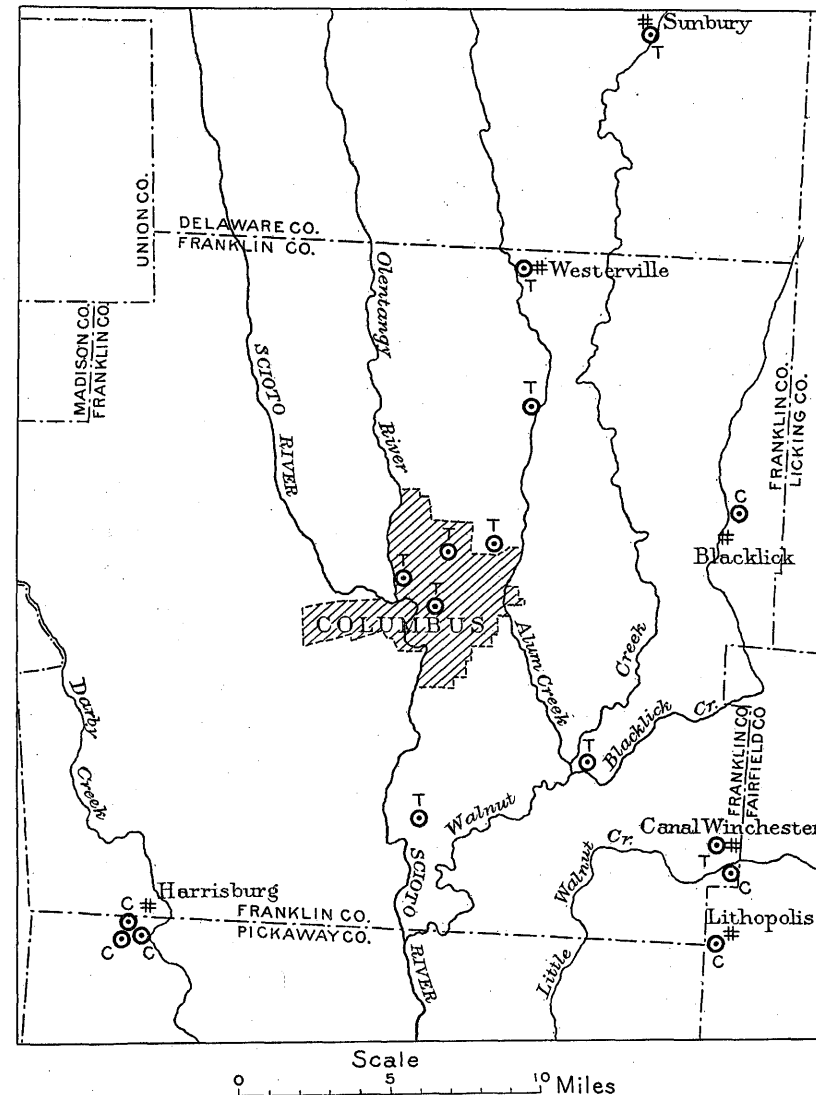 Sunbury
T
UNION CO.
DELAWARE CO.
FRANKLIN CO.
Westerville
T
Olentangy
River
MADISON CO.
FRANKLIN CO.
SCIOTO
RIVER
T
FRANKLIN CO.
LICKING CO.
C
Blacklick
T
T
T
T
COLUMBUS
Alum Creek
Creek
Darby
Creek
Blacklick
Cr.
T
FRANKLIN CO.
FAIRFIELD CO
T
Walnut
SCIOTO
RIVER
Canal Winchester
T
C
Little
Walnut
Cr.
Harrisburg
C
C
C
FRANKLIN CO.
PICKAWAY CO.
Lithopolis
C
Scale
0 5 10 Miles